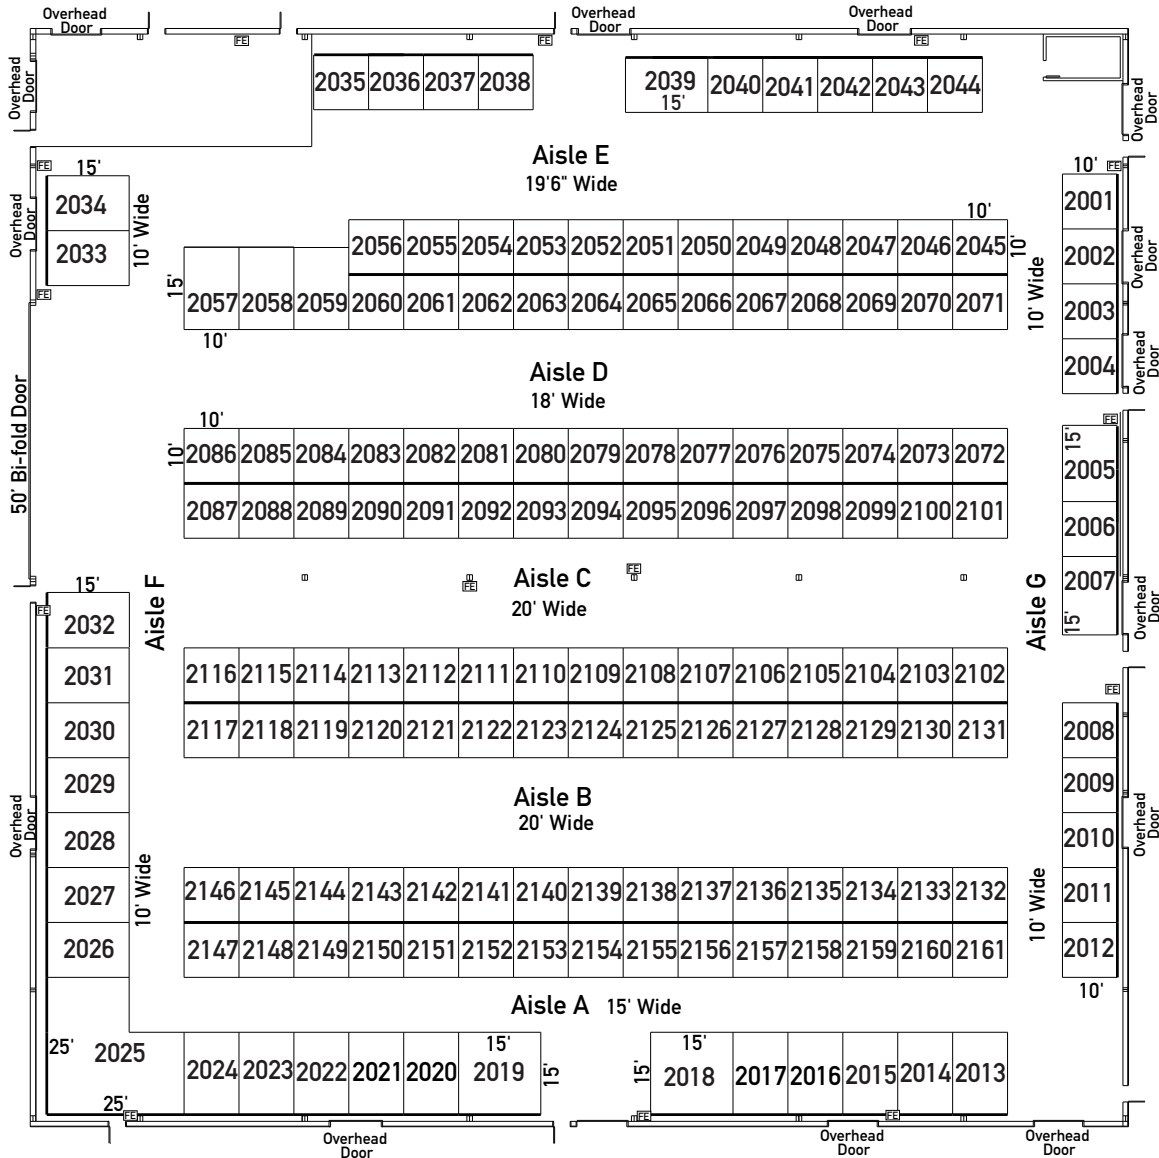 Overhead
Door
Overhead
Door
Overhead
Door
FE
FE
FE
Overhead
Door
2035 2036 2037 2038
2039 2040 2041 2042 2043 2044
15'
Overhead
Door
Aisle E
19'6" Wide
FE
15'
10'
FE
2034
2033
10' Wide
Overhead
Door
FE
2001
2002
2003
2004
Overhead
Door
Overhead
Door
10' Wide
10'
2056 2055 2054 2053 2052 2051 2050 2049 2048 2047 2046 2045
10'
15'
2057 2058 2059 2060 2061 2062 2063 2064 2065 2066 2067 2068 2069 2070 2071
10'
Aisle D
18' Wide
50' Bi-fold Door
10'
10'
2086 2085 2084 2083 2082 2081 2080 2079 2078 2077 2076 2075 2074 2073 2072
2087 2088 2089 2090 2091 2092 2093 2094 2095 2096 2097 2098 2099 2100 2101
FE
15'
2005
2006
2007
15'
Overhead
Door
Aisle C
20' Wide
FE
FE
Aisle F
Aisle G
15'
FE
2032
2031
2030
2029
2028
2027
2026
Overhead
Door
10' Wide
2116 2115 2114 2113 2112 2111 2110 2109 2108 2107 2106 2105 2104 2103 2102
2117 2118 2119 2120 2121 2122 2123 2124 2125 2126 2127 2128 2129 2130 2131
FE
2008
2009
2010
2011
2012
10'
10' Wide
Overhead
Door
Aisle B
20' Wide
2146 2145 2144 2143 2142 2141 2140 2139 2138 2137 2136 2135 2134 2133 2132
2147 2148 2149 2150 2151 2152 2153 2154 2155 2156 2157 2158 2159 2160 2161
Aisle A 15' Wide
25'
2025
25'
2024 2023 2022 2021 2020 2019
15'
15'
15'
15'
2018 2017 2016 2015 2014 2013
FE
FE
FE
Overhead
Door
Overhead
Door
Overhead
Door